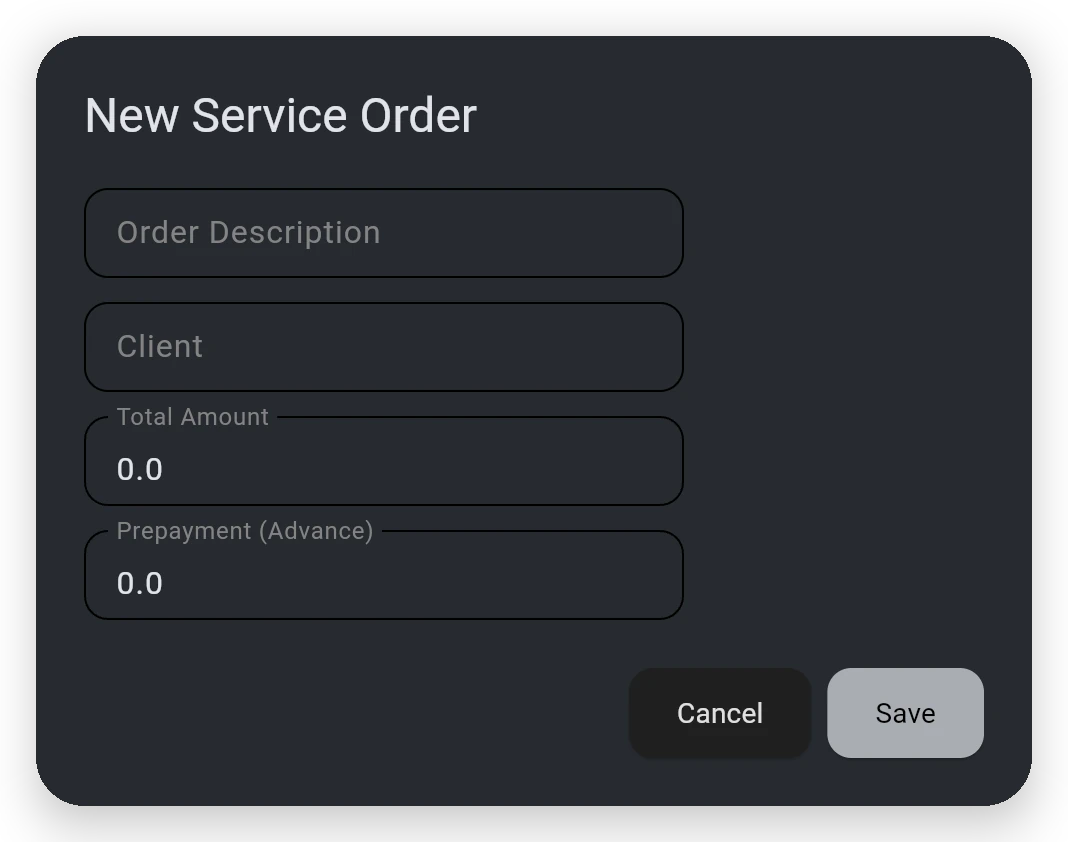 New Service Order
Order Description
Client
Total Amount
0.0
Prepayment (Advance)
0.0
Cancel Save